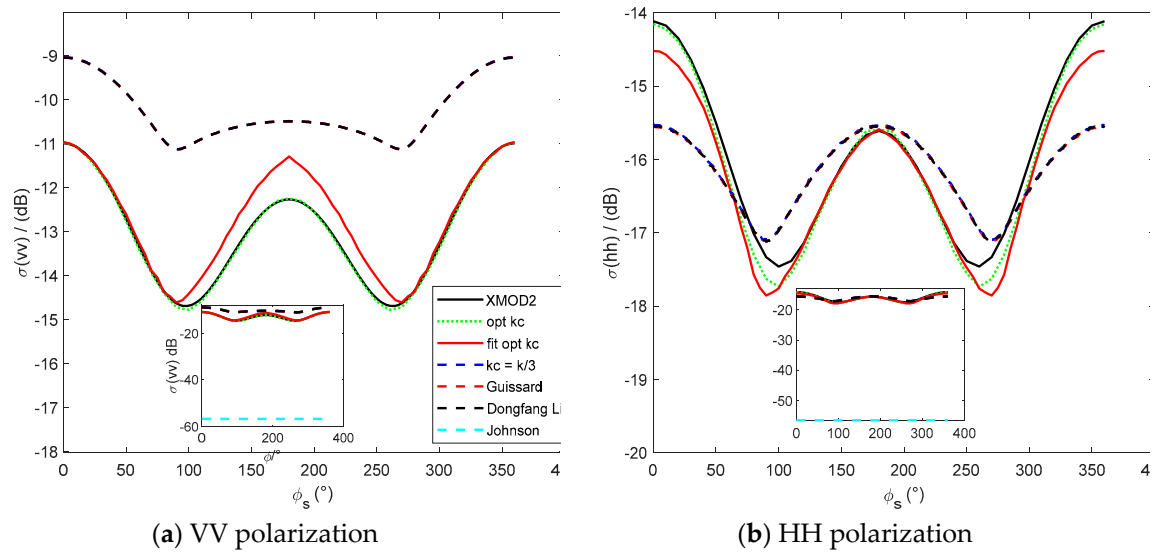 -9
-10
-11
-12
-13
-14
-15
-16
-17
-18
σ(vv) / (dB)
0 50 100 150 200 250 300 350 4
ϕs (°)
-20
-40
-60
σ(vv) dB
0 200 400
ϕ/°
XMOD2
opt kc
fit opt kc
kc = k/3
Guissard
Dongfang Li
Johnson
(a) VV polarization
-14
-15
-16
-17
-18
-19
-20
σ(hh) / (dB)
0 50 100 150 200 250 300 350 4
ϕs (°)
-20
-30
-40
-50
0 100 200 300 400
(b) HH polarization